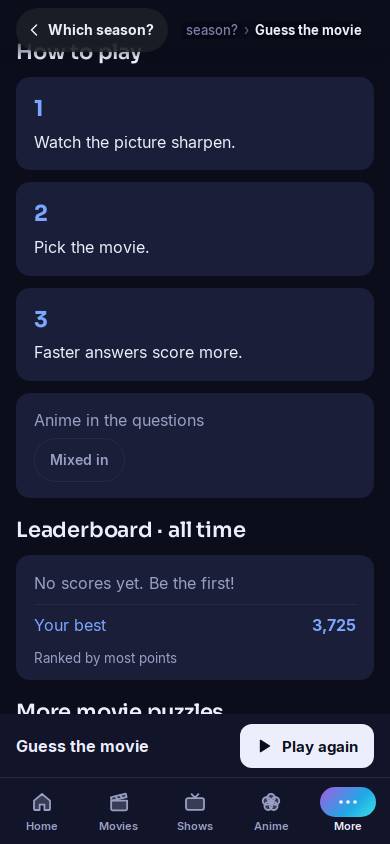 Which season?
season? › Guess the movie
How to play
1
Watch the picture sharpen.
2
Pick the movie.
3
Faster answers score more.
Anime in the questions
Mixed in
Leaderboard · all time
No scores yet. Be the first!
Your best 3,725
Ranked by most points
More movie puzzles
Guess the movie
Play again
Home Movies Shows Anime More